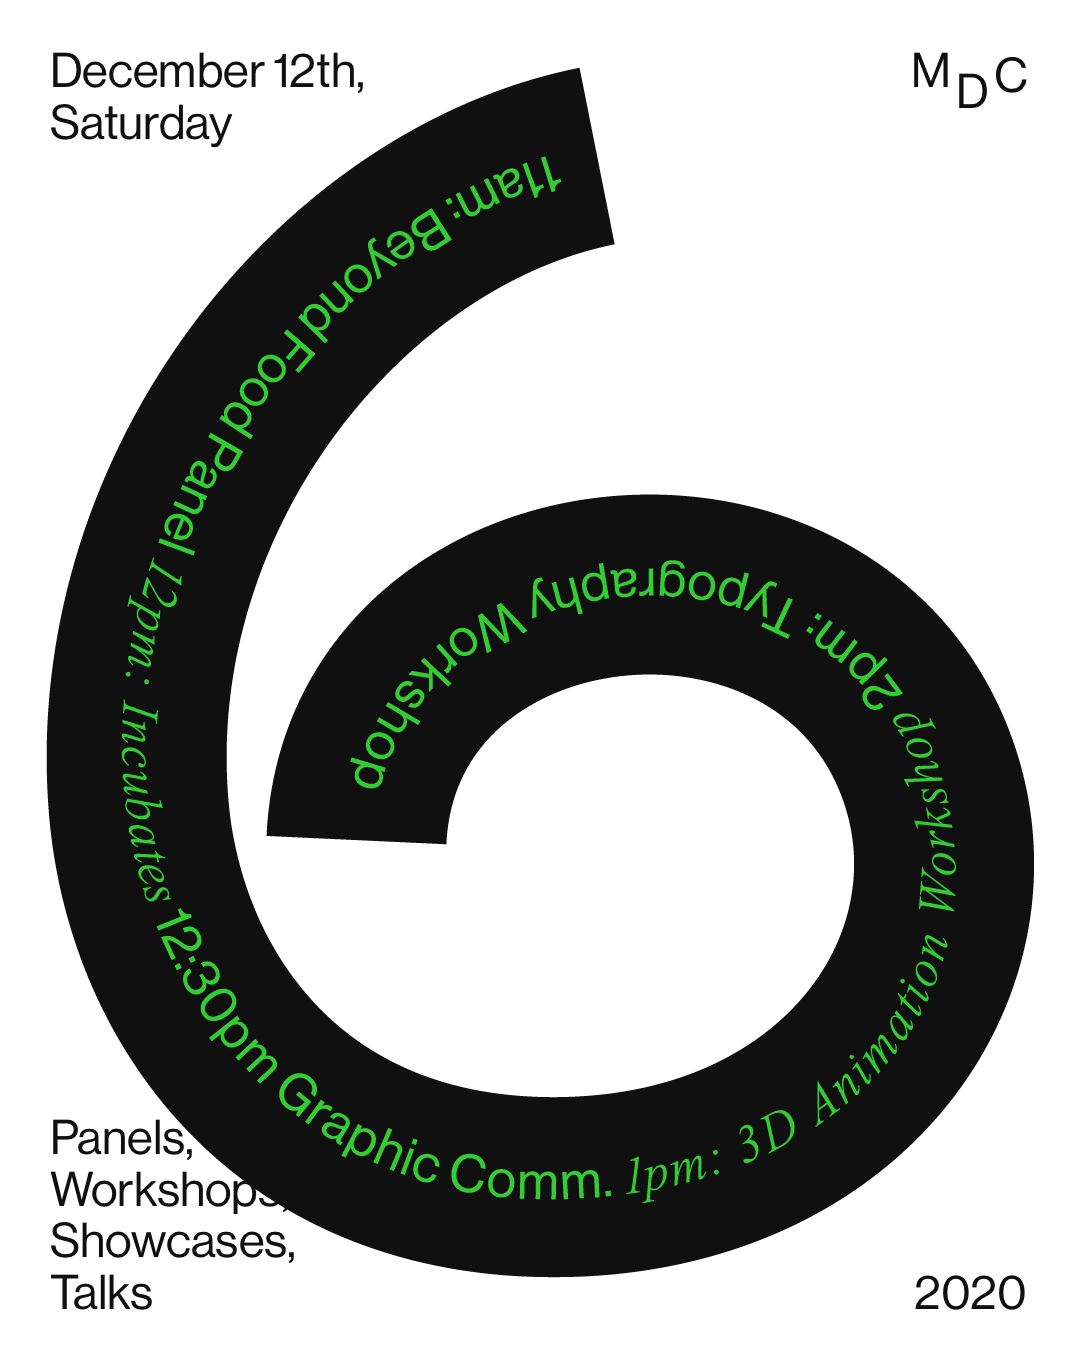 December 12th,
Saturday
MDC
11am: Beyond Food Panel 12pm: Incubates 12:30pm Graphic Comm. 1pm: 3D Animation Workshop 2pm: Typography Workshop
Panels,
Workshops,
Showcases,
Talks
2020